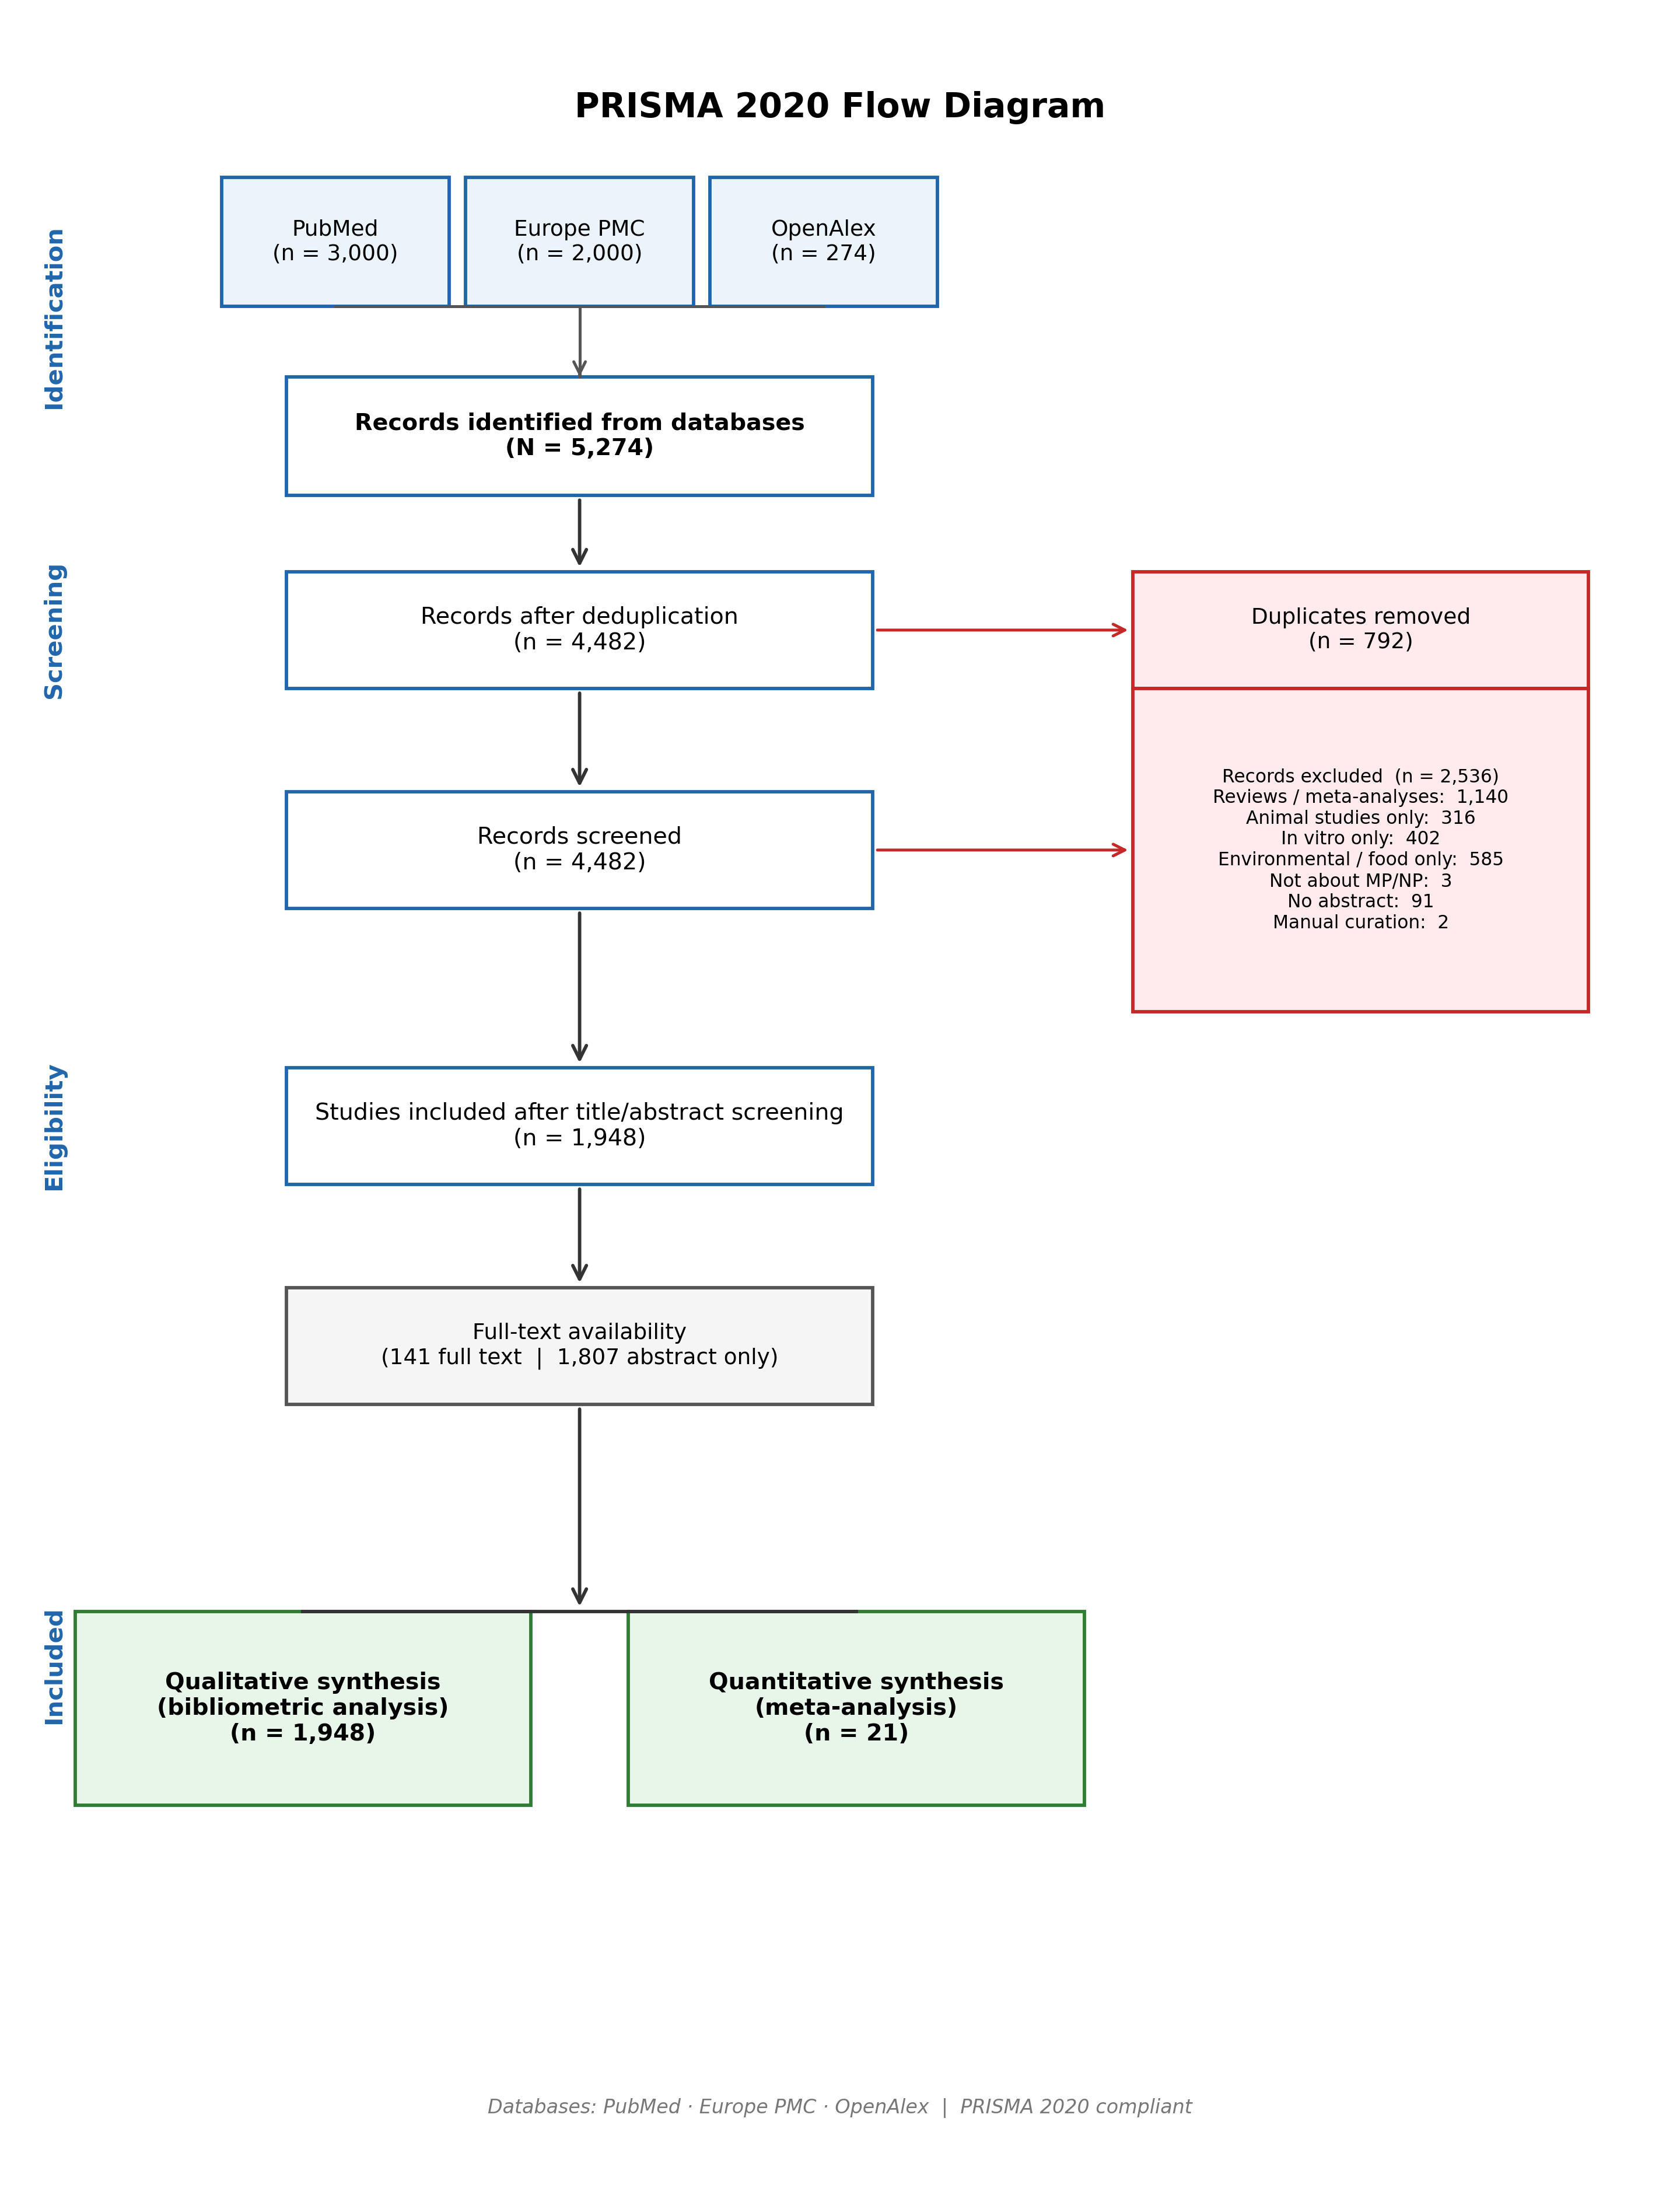 PRISMA 2020 Flow Diagram
Identification
PubMed
(n = 3,000)
Europe PMC
(n = 2,000)
OpenAlex
(n = 274)
Records identified from databases
(N = 5,274)
Screening
Records after deduplication
(n = 4,482)
Duplicates removed
(n = 792)
Records screened
(n = 4,482)
Records excluded  (n = 2,536)
Reviews / meta-analyses:  1,140
Animal studies only:  316
In vitro only:  402
Environmental / food only:  585
Not about MP/NP:  3
No abstract:  91
Manual curation:  2
Eligibility
Studies included after title/abstract screening
(n = 1,948)
Full-text availability
(141 full text  |  1,807 abstract only)
Included
Qualitative synthesis
(bibliometric analysis)
(n = 1,948)
Quantitative synthesis
(meta-analysis)
(n = 21)
Databases: PubMed · Europe PMC · OpenAlex  |  PRISMA 2020 compliant